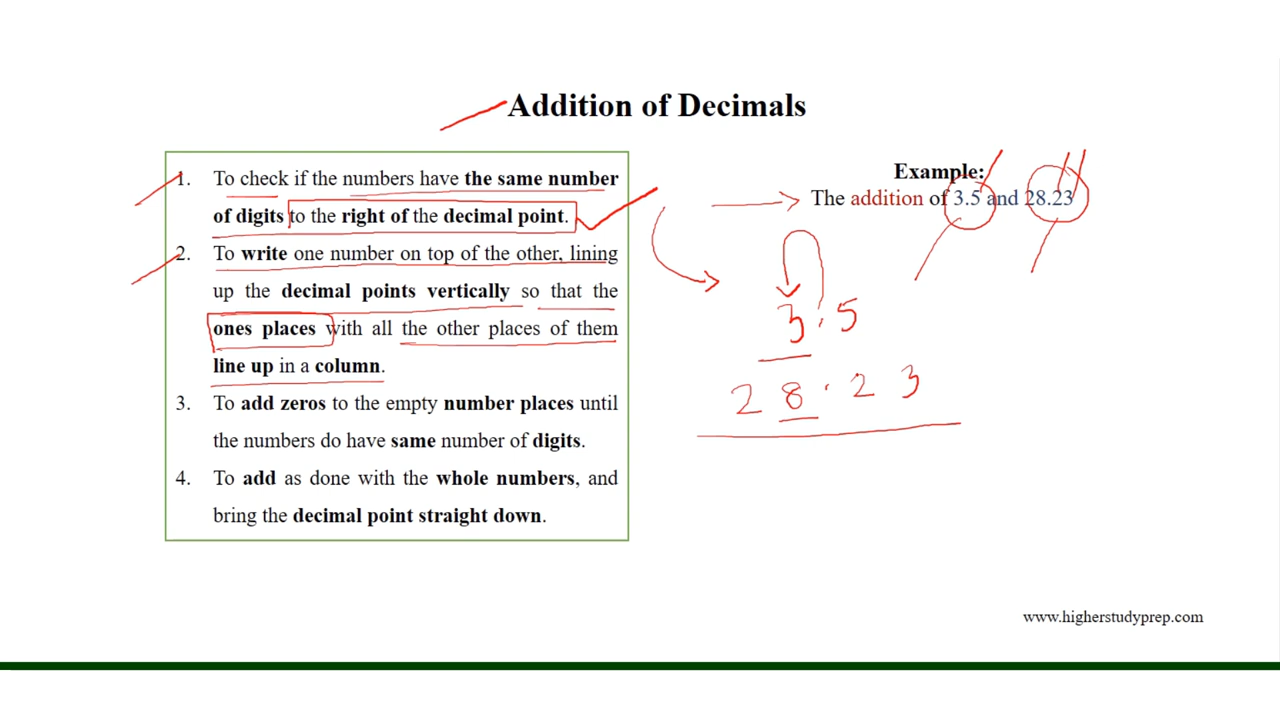 Addition of Decimals
1. To check if the numbers have the same number
of digits to the right of the decimal point.
2. To write one number on top of the other, lining
up the decimal points vertically so that the
ones places with all the other places of them
line up in a column.
3. To add zeros to the empty number places until
the numbers do have same number of digits.
4. To add as done with the whole numbers, and
bring the decimal point straight down.
Example:
The addition of 3.5 and 28.23
3.5
28.23
www.higherstudyprep.com